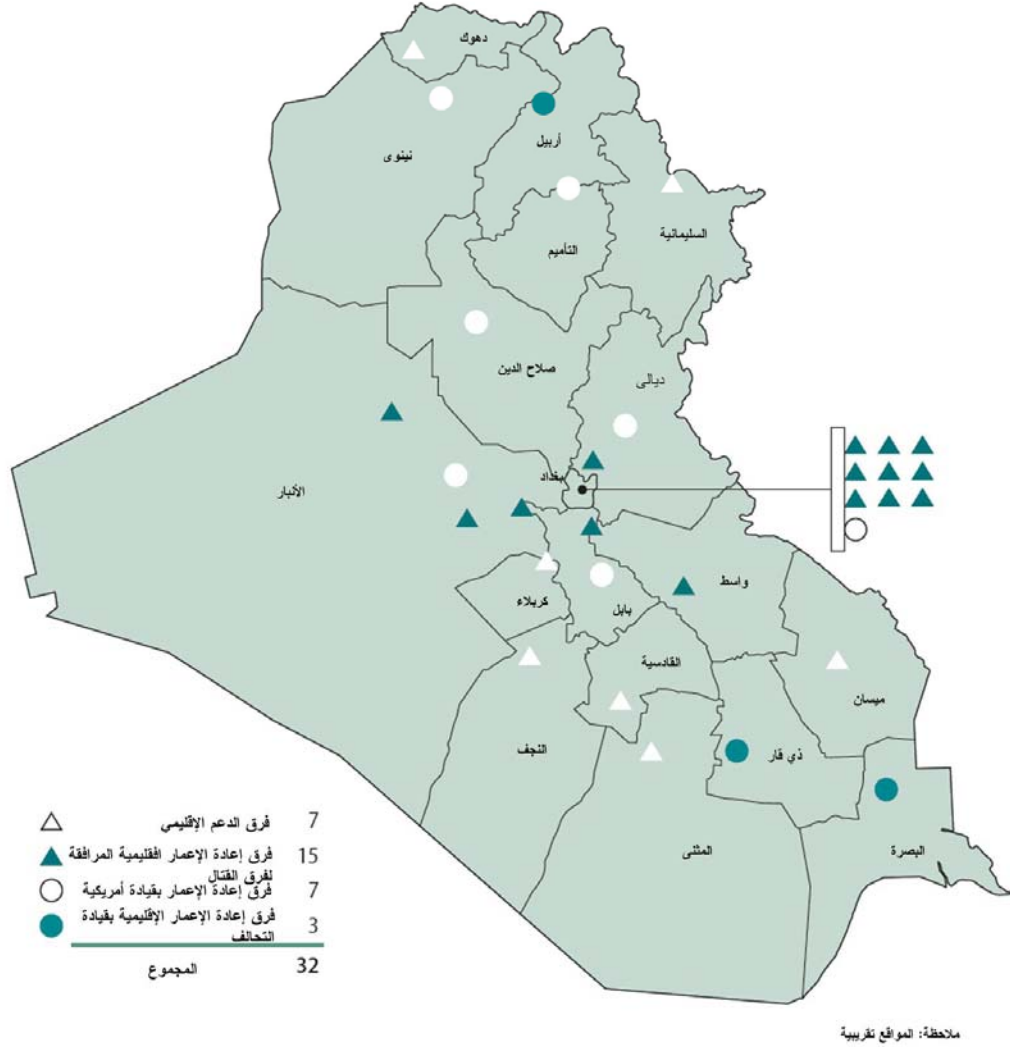 دهوك
نينوى
أربيل
السليمانية
التأميم
صلاح الدين
ديالى
بغداد
الأنبار
واسط
كربلاء
بابل
القادسية
ميسان
النجف
ذي قار
المثنى
البصرة
فرق الدعم الإقليمي 7
فرق إعادة الإعمار افقليمية المرافقة 15
لفرق القتال
فرق إعادة الإعمار بقيادة أمريكية 7
فرق إعادة الإعمار الإقليمية بقيادة 3
التحالف
المجموع 32
ملاحظة: المواقع تقريبية